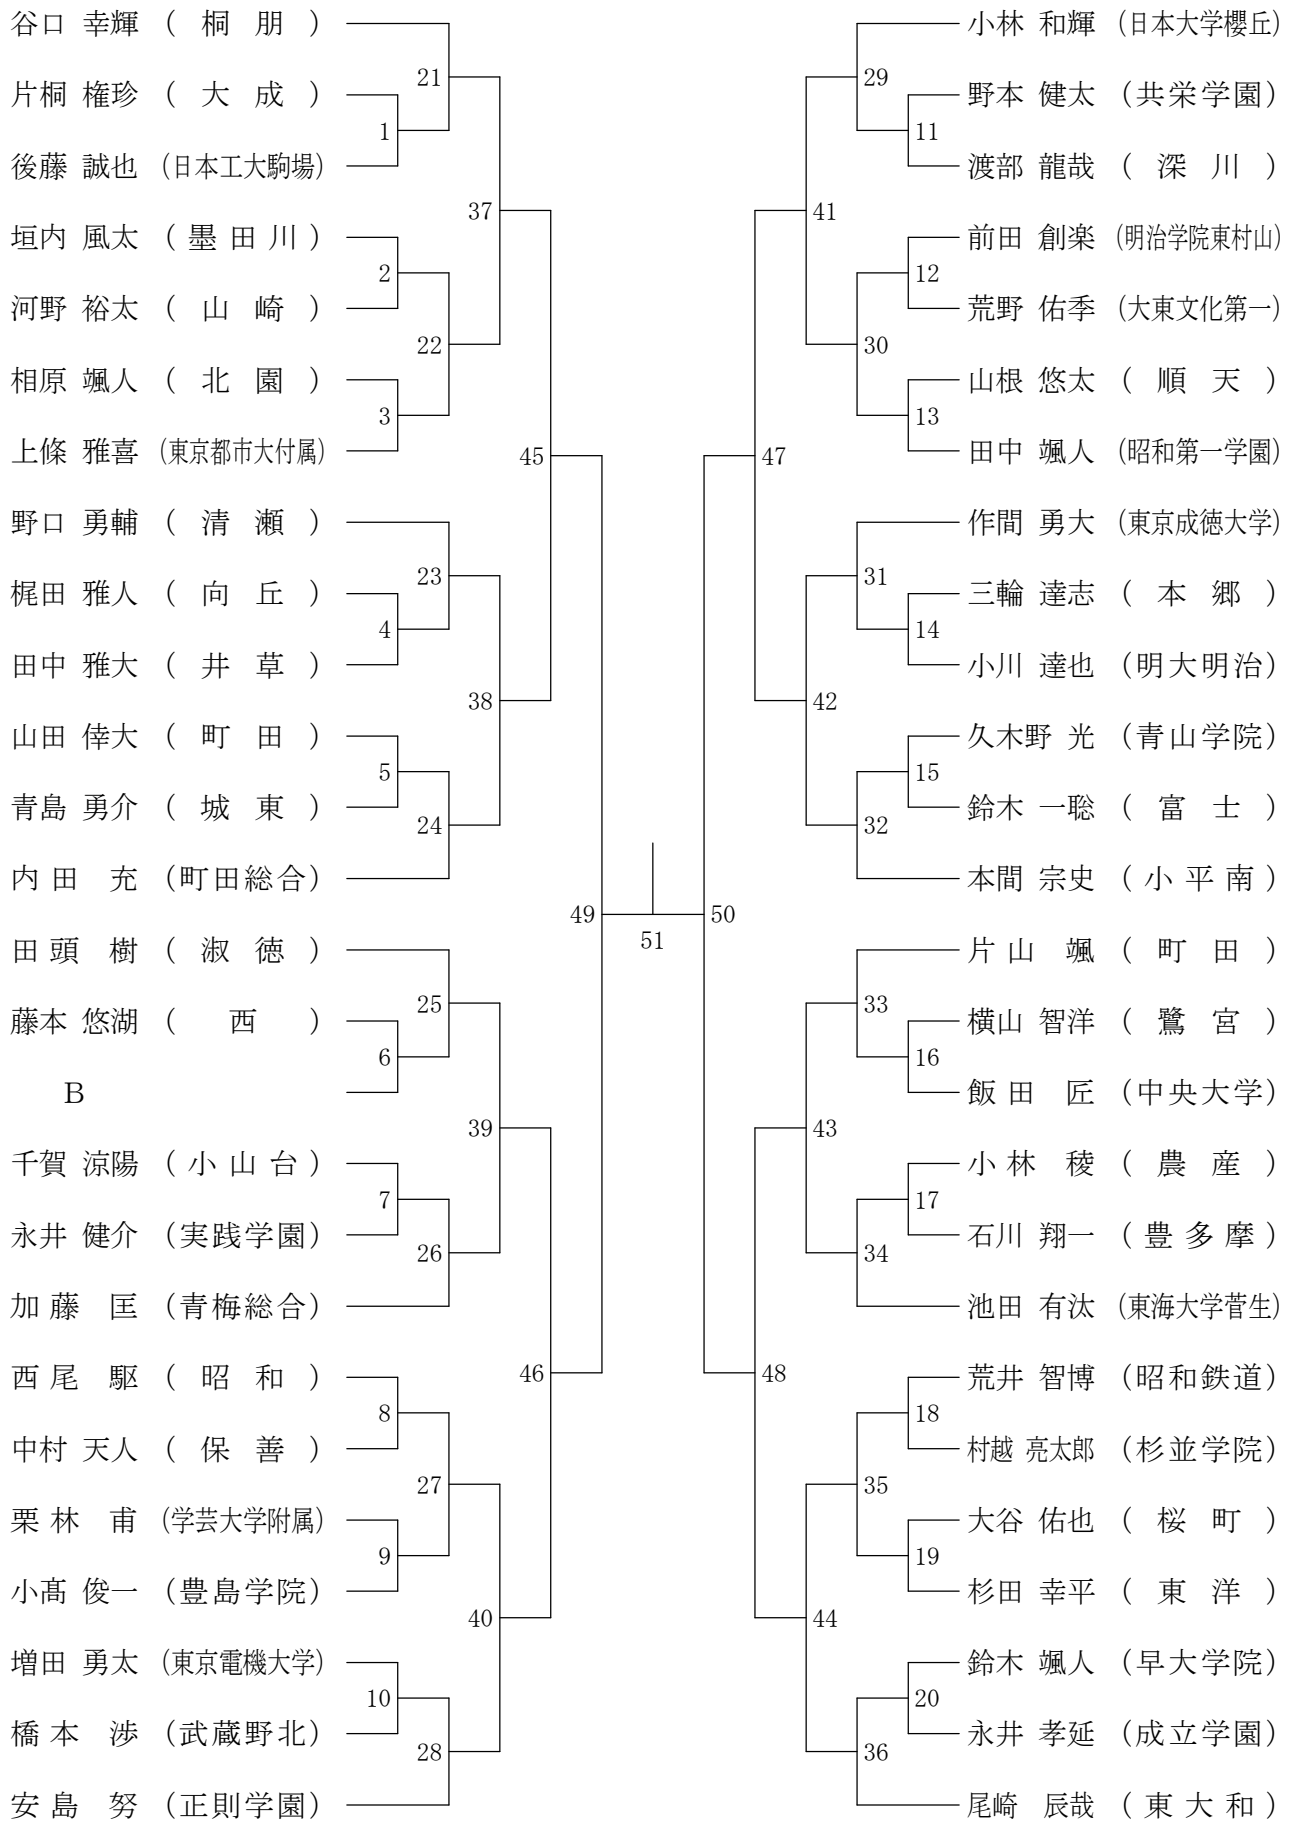 谷口 幸輝 ( 桐 朋 )
21
片桐 権珍 ( 大 成 )
1
後藤 誠也 (日本工大駒場)
37
垣内 風太 ( 墨 田 川 )
2
河野 裕太 ( 山 崎 )
22
相原 颯人 ( 北 園 )
3
上條 雅喜 (東京都市大付属)
45
野口 勇輔 ( 清 瀬 )
23
梶田 雅人 ( 向 丘 )
4
田中 雅大 ( 井 草 )
38
山田 倖大 ( 町 田 )
5
青島 勇介 ( 城 東 )
24
内 田 充 (町田総合)
49
田 頭 樹 ( 淑 徳 )
25
藤本 悠湖 ( 西 )
6
B
39
千賀 涼陽 ( 小 山 台 )
7
永井 健介 (実践学園)
26
加 藤 匡 (青梅総合)
46
西 尾 駆 ( 昭 和 )
8
中村 天人 ( 保 善 )
27
栗 林 甫 (学芸大学附属)
9
小髙 俊一 (豊島学院)
40
増田 勇太 (東京電機大学)
10
橋 本 渉 (武蔵野北)
28
安 島 努 (正則学園)
51
小林 和輝 (日本大学櫻丘)
29
野本 健太 (共栄学園)
11
渡部 龍哉 ( 深 川 )
41
前田 創楽 (明治学院東村山)
12
荒野 佑季 (大東文化第一)
30
山根 悠太 ( 順 天 )
13
田中 颯人 (昭和第一学園)
47
作間 勇大 (東京成徳大学)
31
三輪 達志 ( 本 郷 )
14
小川 達也 (明大明治)
42
久木野 光 (青山学院)
15
鈴木 一聡 ( 富 士 )
32
本間 宗史 ( 小 平 南 )
50
片 山 颯 ( 町 田 )
33
横山 智洋 ( 鷺 宮 )
16
飯 田 匠 (中央大学)
43
小 林 稜 ( 農 産 )
17
石川 翔一 ( 豊 多 摩 )
34
池田 有汰 (東海大学菅生)
48
荒井 智博 (昭和鉄道)
18
村越 亮太郎 (杉並学院)
35
大谷 佑也 ( 桜 町 )
19
杉田 幸平 ( 東 洋 )
44
鈴木 颯人 (早大学院)
20
永井 孝延 (成立学園)
36
尾崎 辰哉 ( 東 大 和 )